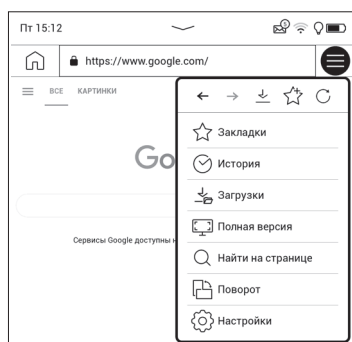 Пт 15:12
5
https://www.google.com/
ВСЕ КАРТИНКИ
Go
Сервисы Google доступны н
Закладки
История
Загрузки
Полная версия
Найти на странице
Поворот
Настройки